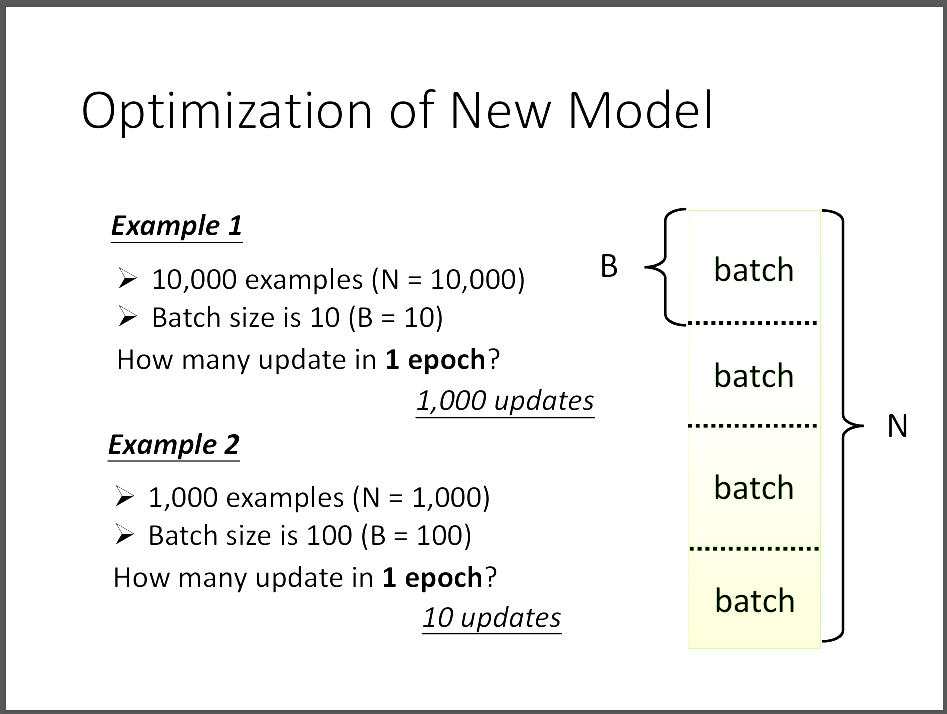 Optimization of New Model
Example 1
➢ 10,000 examples (N = 10,000)
➢ Batch size is 10 (B = 10)
How many update in 1 epoch?
1,000 updates
Example 2
➢ 1,000 examples (N = 1,000)
➢ Batch size is 100 (B = 100)
How many update in 1 epoch?
10 updates
B
batch
batch
batch
batch
N